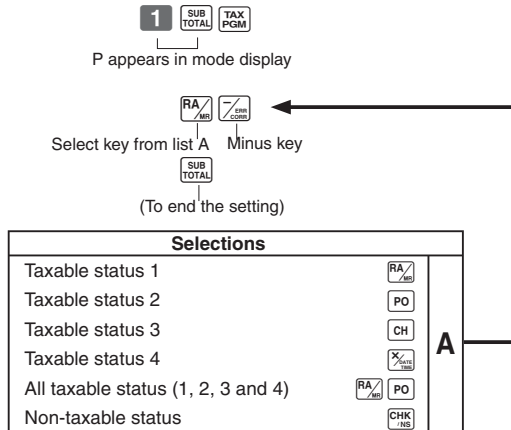 1 SUB TOTAL TAX PGM
P appears in mode display
RA/MR −/ERR CORR
Select key from list A Minus key
SUB TOTAL
(To end the setting)
Selections
Taxable status 1 RA/MR
Taxable status 2 PO
Taxable status 3 CH
Taxable status 4 ×/DATE TIME
All taxable status (1, 2, 3 and 4) RA/MR PO
Non-taxable status CHK/NS
A